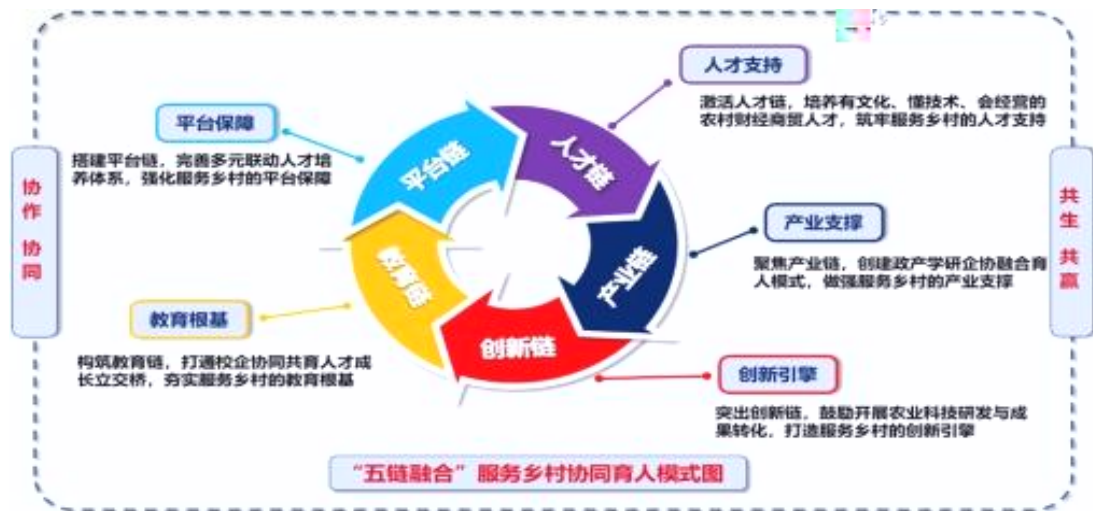 人才支持
激活人才链，培养有文化、懂技术、会经营的
农村财经商贸人才，筑牢服务乡村的人才支持
平台保障
搭建平台链，完善多元联动人才培
养体系，强化服务乡村的平台保障
平台链
人才链
协作 协同
共生 共赢
产业支撑
聚焦产业链，创建政产学研企协融合育
人模式，做强服务乡村的产业支撑
教育链
产业链
创新链
教育根基
构筑教育链，打通校企协同共育人才成
长立交桥，夯实服务乡村的教育根基
创新引擎
突出创新链，鼓励开展农业科技研发与成
果转化，打造服务乡村的创新引擎
“五链融合”服务乡村协同育人模式图